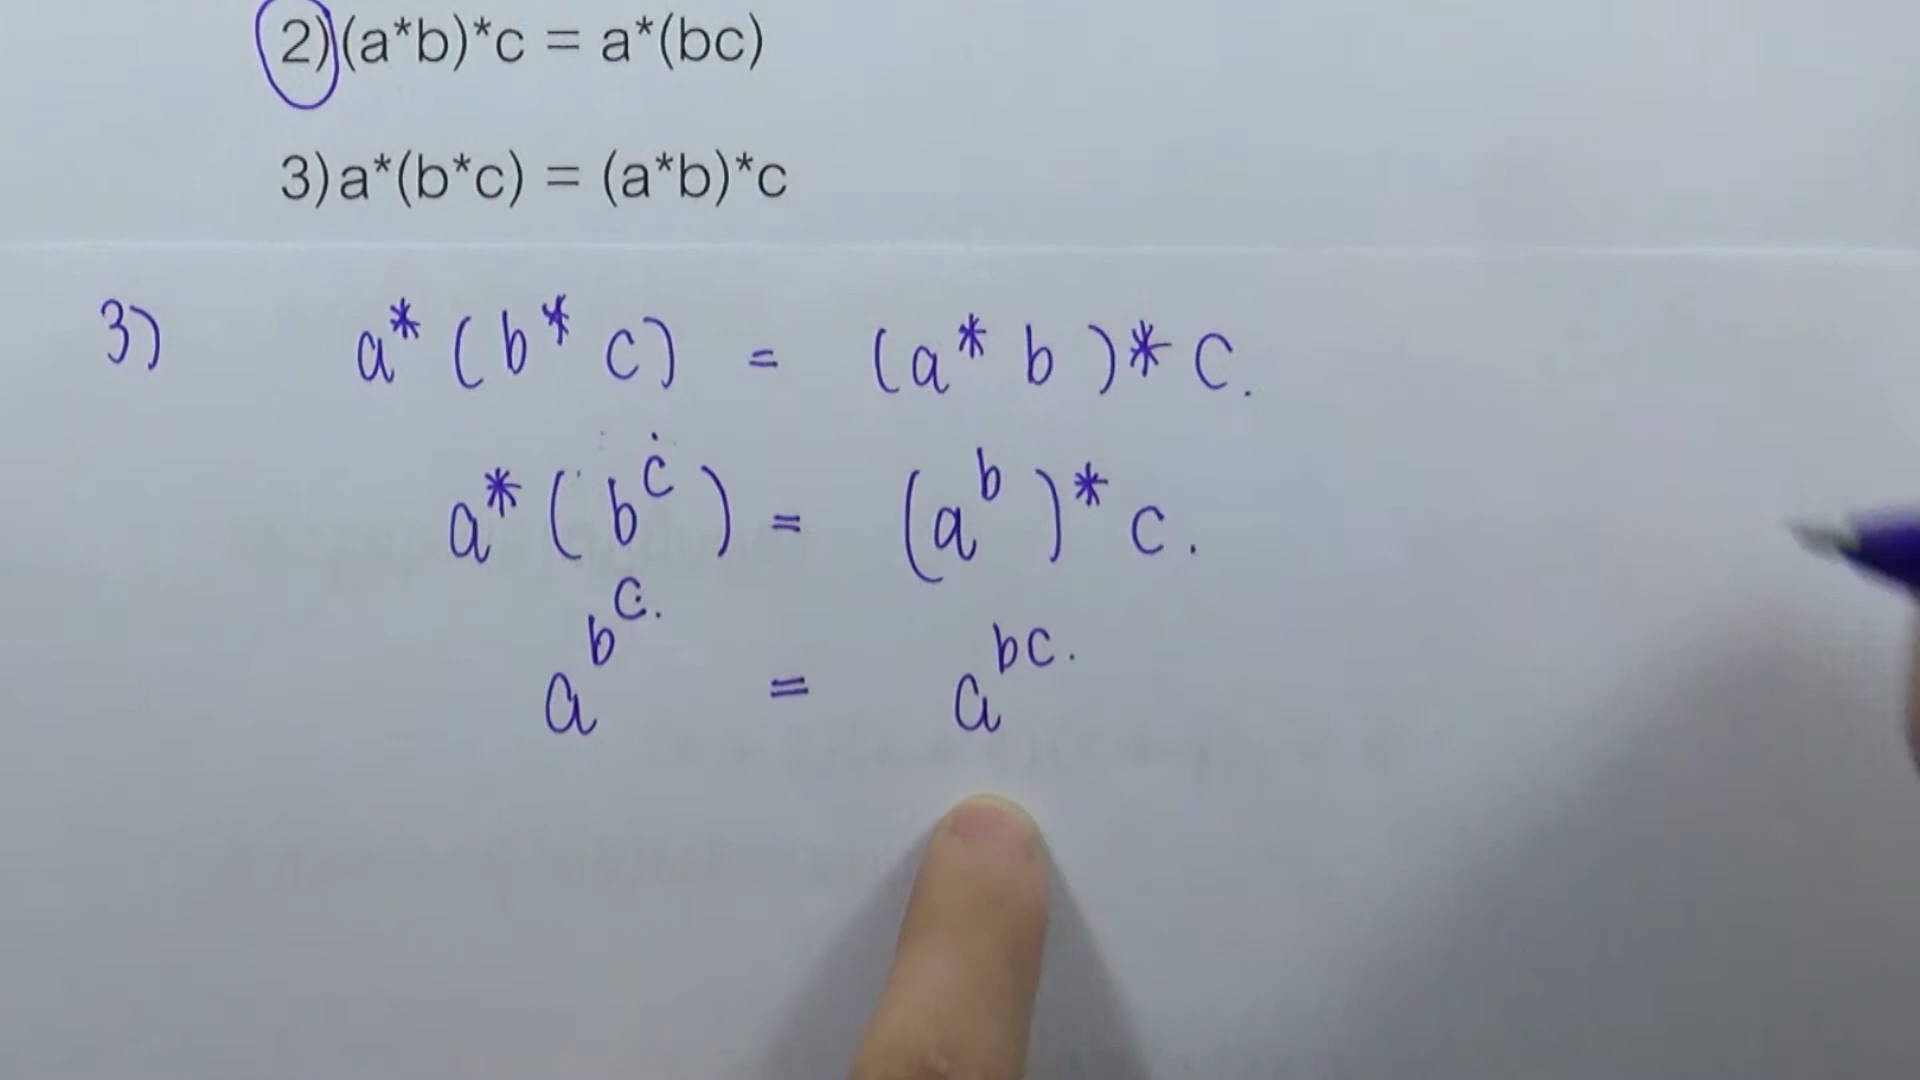 2) (a*b)*c = a*(bc)
3) a*(b*c) = (a*b)*c
3) a* (b* c) = (a* b)* c.
a* (b^c) = (a^b)* c.
a^b^c. = a^bc.